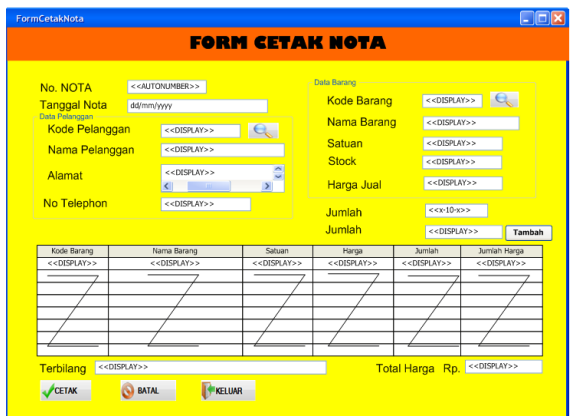 FormCetakNota
FORM CETAK NOTA
No. NOTA <<AUTONUMBER>>
Tanggal Nota dd/mm/yyyy
Data Pelanggan
Kode Pelanggan <<DISPLAY>>
Nama Pelanggan <<DISPLAY>>
Alamat <<DISPLAY>>
No Telephon <<DISPLAY>>
Data Barang
Kode Barang <<DISPLAY>>
Nama Barang <<DISPLAY>>
Satuan <<DISPLAY>>
Stock <<DISPLAY>>
Harga Jual <<DISPLAY>>
Jumlah <<x-10-x>>
Jumlah <<DISPLAY>> Tambah
Kode Barang Nama Barang Satuan Harga Jumlah Jumlah Harga
<<DISPLAY>> <<DISPLAY>> <<DISPLAY>> <<DISPLAY>> <<DISPLAY>> <<DISPLAY>>
Terbilang <<DISPLAY>> Total Harga Rp. <<DISPLAY>>
CETAK BATAL KELUAR